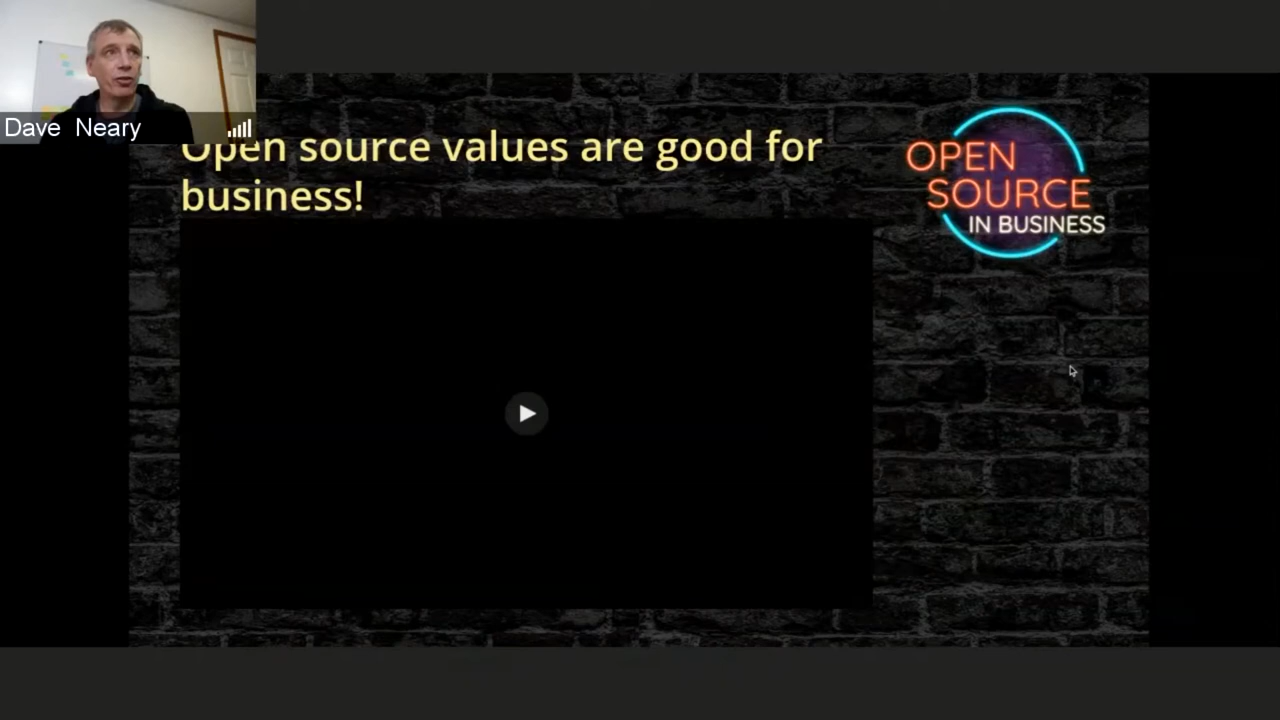 Dave Neary
Open source values are good for
business!
OPEN
SOURCE
IN BUSINESS